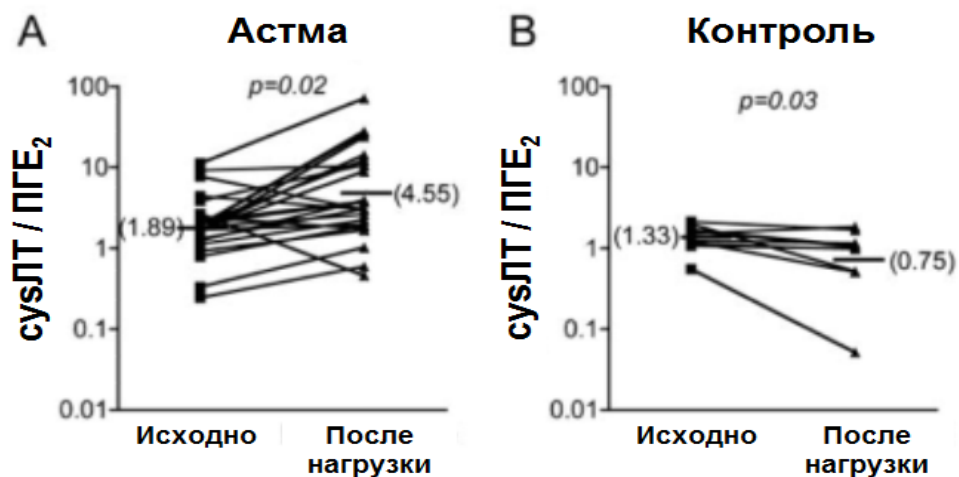 A
Астма
p=0.02
cysЛТ / ПГЕ₂
100
10
1
0.1
0.01
(1.89)
(4.55)
Исходно
После
нагрузки
B
Контроль
p=0.03
cysЛТ / ПГЕ₂
100
10
1
0.1
0.01
(1.33)
(0.75)
Исходно
После
нагрузки